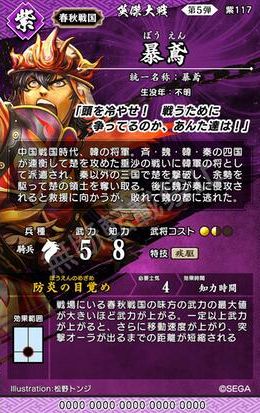 紫 春秋戦国 英傑大戦 第5弾 紫117
ぼう えん
暴鳶
統一名称：暴鳶
生没年：不明
「頭を冷やせ！ 戦うために
争ってるのか、あんた達は！」
中国戦国時代、韓の将軍。斉・魏・韓・秦の四国
が連衡して楚を攻めた垂沙の戦いに韓軍の将とし
て派遣され、秦以外の三国で楚を撃破し、余勢を
駆って楚の領土を奪い取る。後に魏が秦に侵攻さ
れると救援に向かうが、敗れて魏の都に逃れた。
兵種 武力 知力 武将コスト
騎兵 5 8 特技 疾駆
ぼうえんのめざめ 必要士気 効果時間
防炎の目覚め 4 知力時間
効果範囲
戦場にいる春秋戦国の味方の武力の最大値
が大きいほど武力が上がる。一定以上武力
が上がると、さらに移動速度が上がり、突
撃オーラが出るまでの距離が短縮される
Illustration:松野トンジ ©SEGA
0000-0000-0000-0000-0000